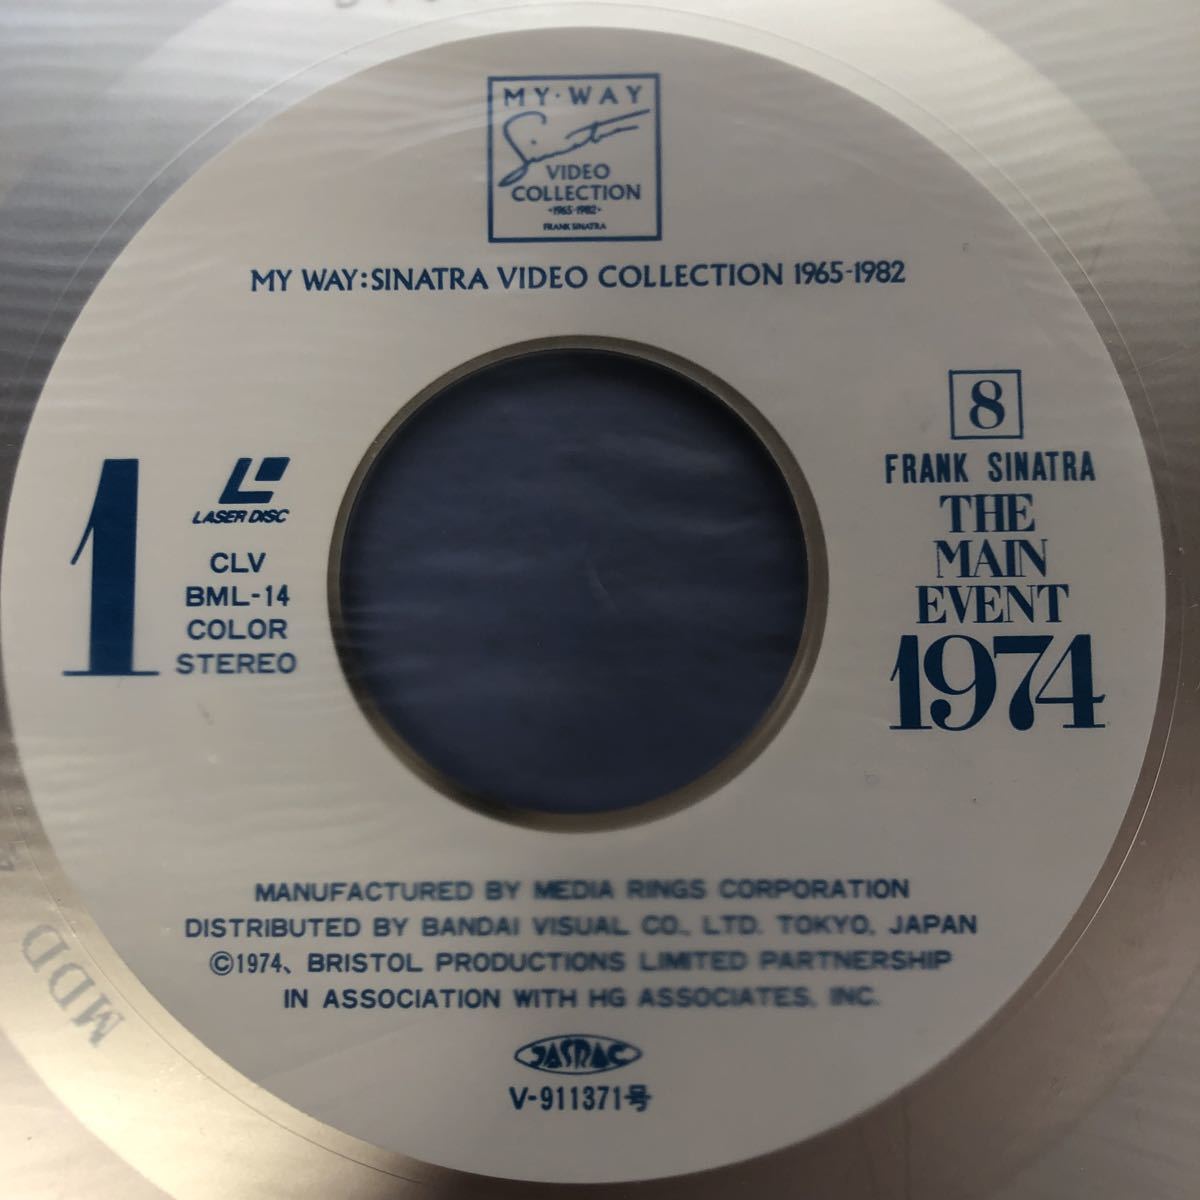 MY·WAY
Sinatra
VIDEO
COLLECTION
·1965-1982·
FRANK SINATRA
MY WAY:SINATRA VIDEO COLLECTION 1965-1982
1
LASER DISC
CLV
BML-14
COLOR
STEREO
8
FRANK SINATRA
THE
MAIN
EVENT
1974
MANUFACTURED BY MEDIA RINGS CORPORATION
DISTRIBUTED BY BANDAI VISUAL CO., LTD. TOKYO, JAPAN
©1974、BRISTOL PRODUCTIONS LIMITED PARTNERSHIP
IN ASSOCIATION WITH HG ASSOCIATES, INC.
JASRAC
V-911371号
MDD